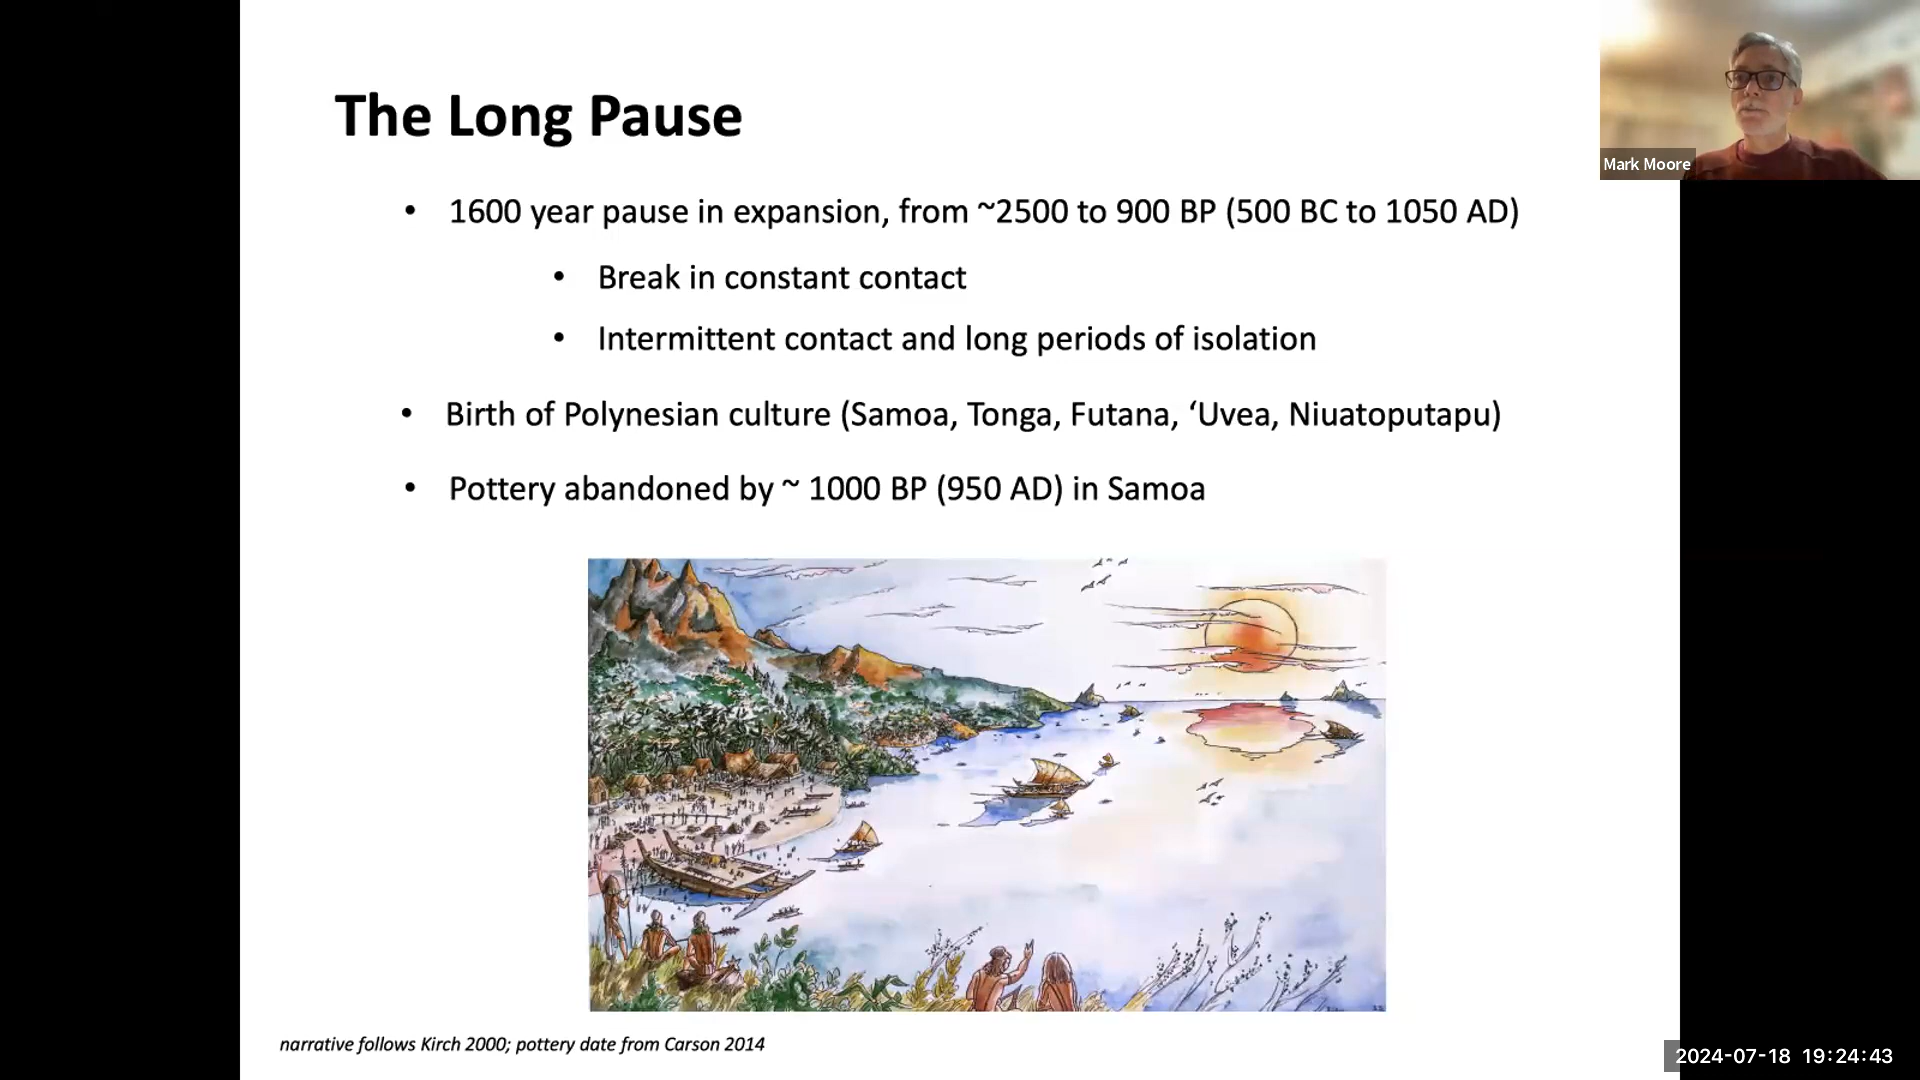 The Long Pause
Mark Moore
• 1600 year pause in expansion, from ~2500 to 900 BP (500 BC to 1050 AD)
• Break in constant contact
• Intermittent contact and long periods of isolation
• Birth of Polynesian culture (Samoa, Tonga, Futana, ‘Uvea, Niuatoputapu)
• Pottery abandoned by ~ 1000 BP (950 AD) in Samoa
narrative follows Kirch 2000; pottery date from Carson 2014
2024-07-18 19:24:43